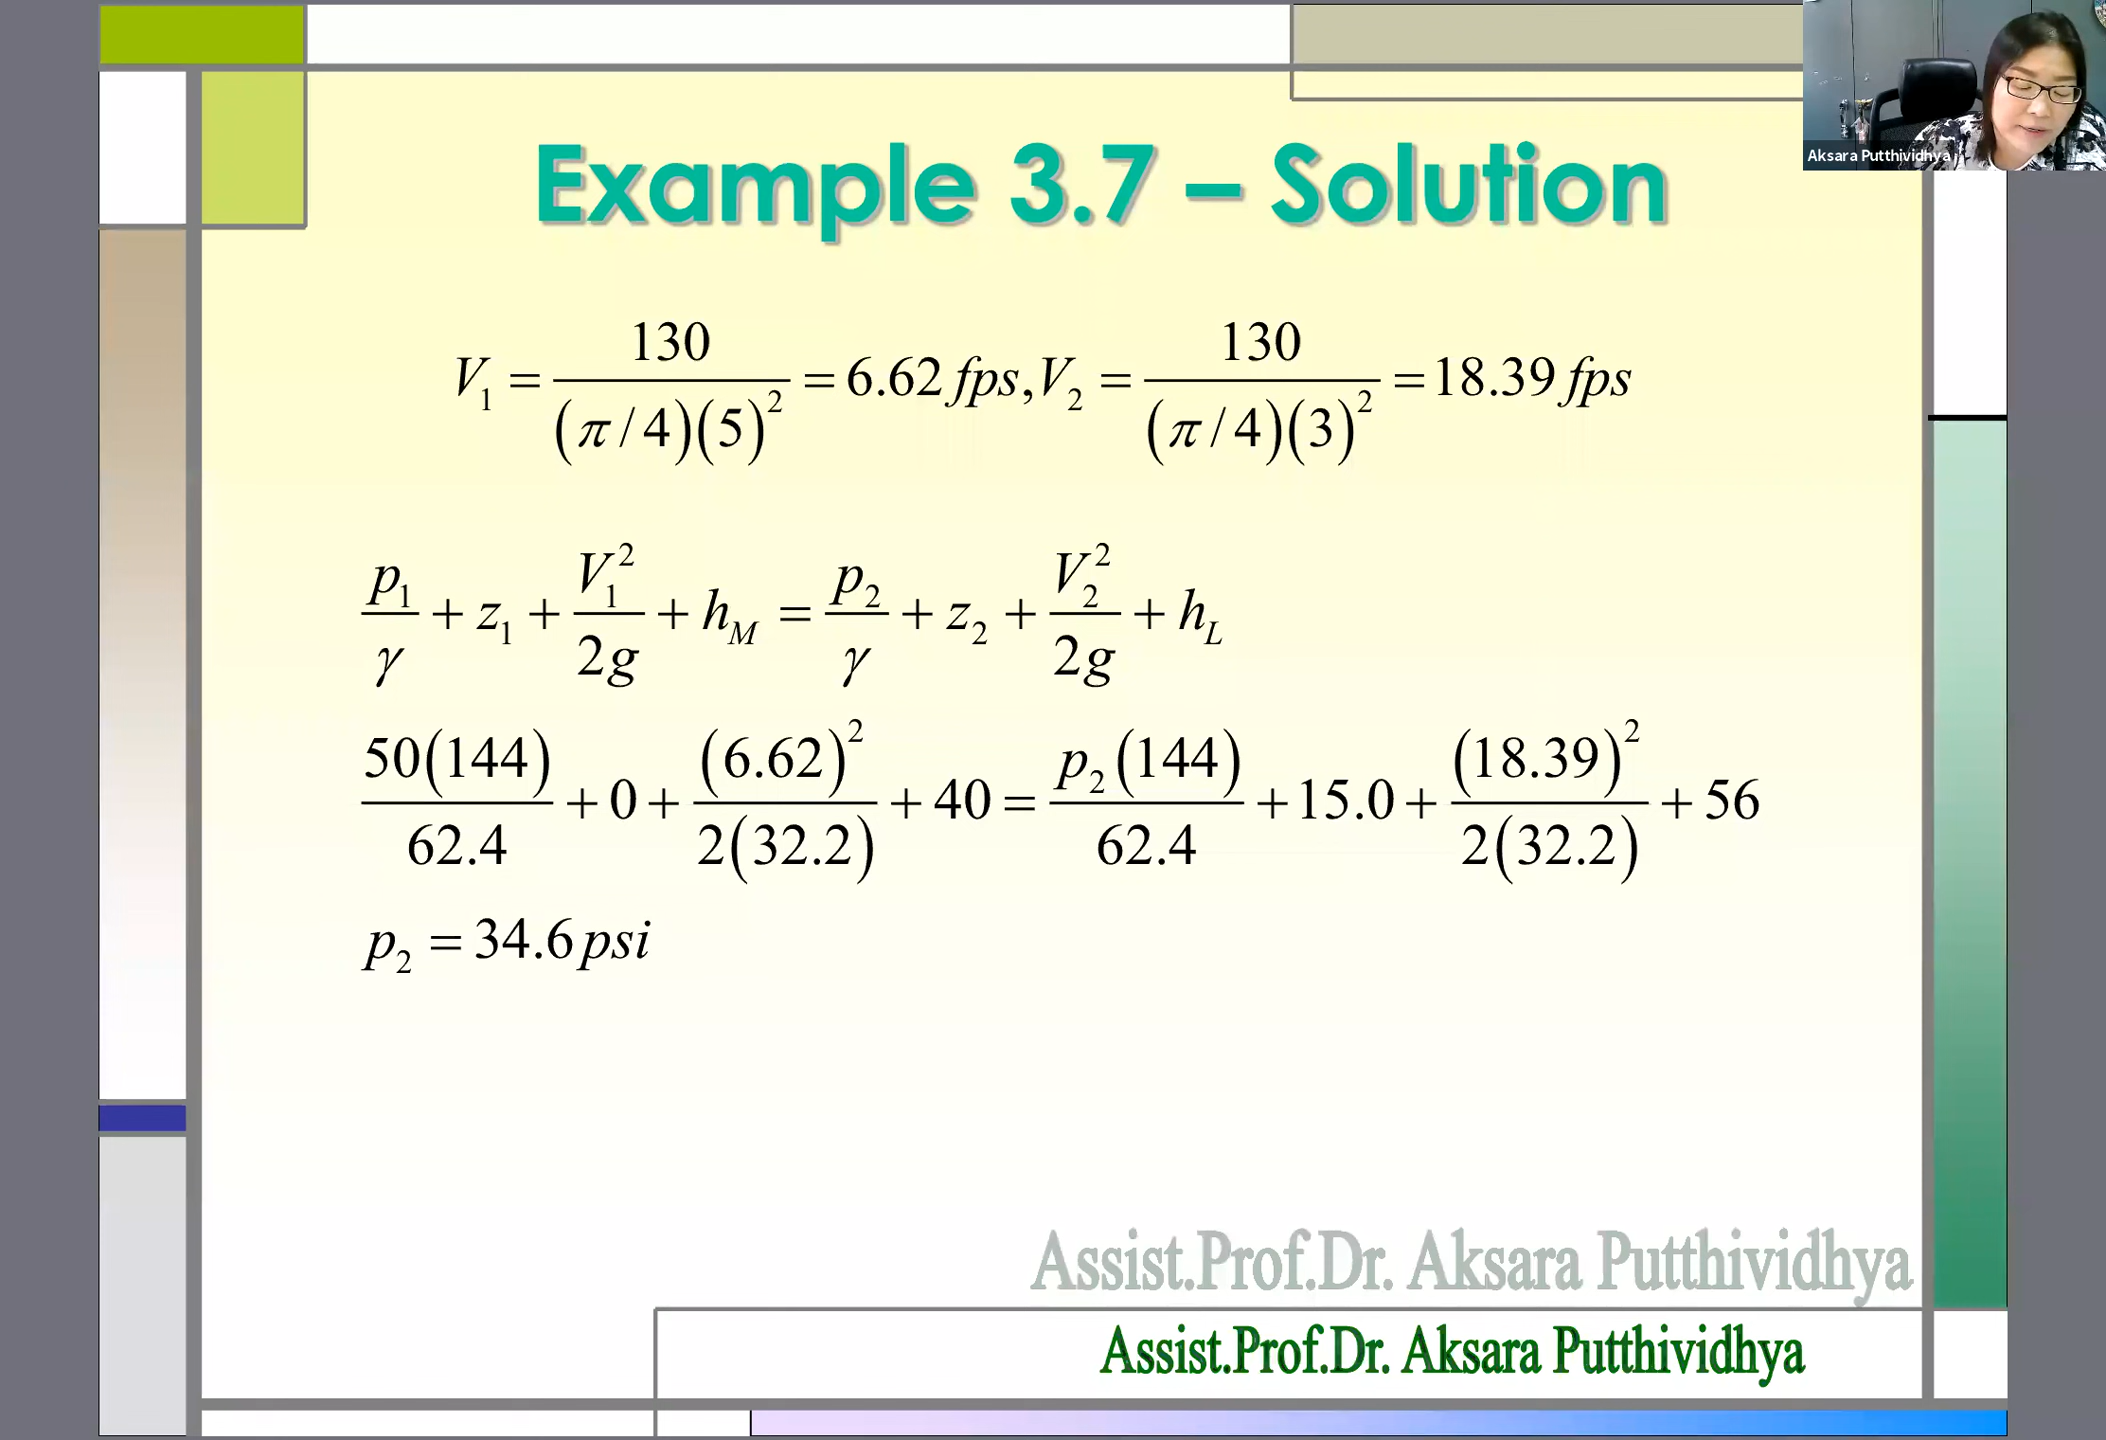 Aksara Putthividhya
Example 3.7 – Solution
V₁ = 130 / (π / 4)(5)² = 6.62 fps, V₂ = 130 / (π / 4)(3)² = 18.39 fps
p₁/γ + z₁ + V₁²/2g + h_M = p₂/γ + z₂ + V₂²/2g + h_L
50(144)/62.4 + 0 + (6.62)²/2(32.2) + 40 = p₂(144)/62.4 + 15.0 + (18.39)²/2(32.2) + 56
p₂ = 34.6 psi
Assist.Prof.Dr. Aksara Putthividhya
Assist.Prof.Dr. Aksara Putthividhya